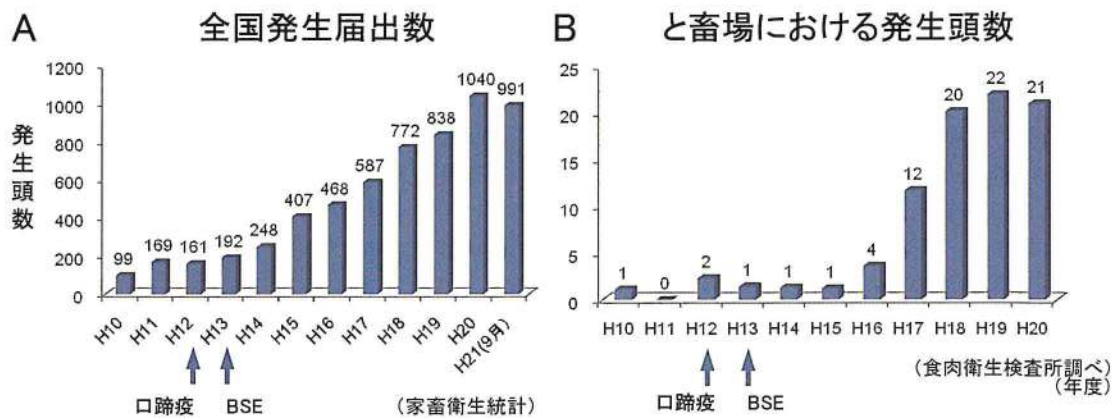 A 全国発生届出数
発生頭数
1200
1000
800
600
400
200
0
99 169 161 192 248 407 468 587 772 838 1040 991
H10 H11 H12 H13 H14 H15 H16 H17 H18 H19 H20 H21(9月)
口蹄疫 BSE (家畜衛生統計)
B と畜場における発生頭数
25
20
15
10
5
0
1 0 2 1 1 1 4 12 20 22 21
H10 H11 H12 H13 H14 H15 H16 H17 H18 H19 H20
(食肉衛生検査所調べ)
(年度)
口蹄疫 BSE